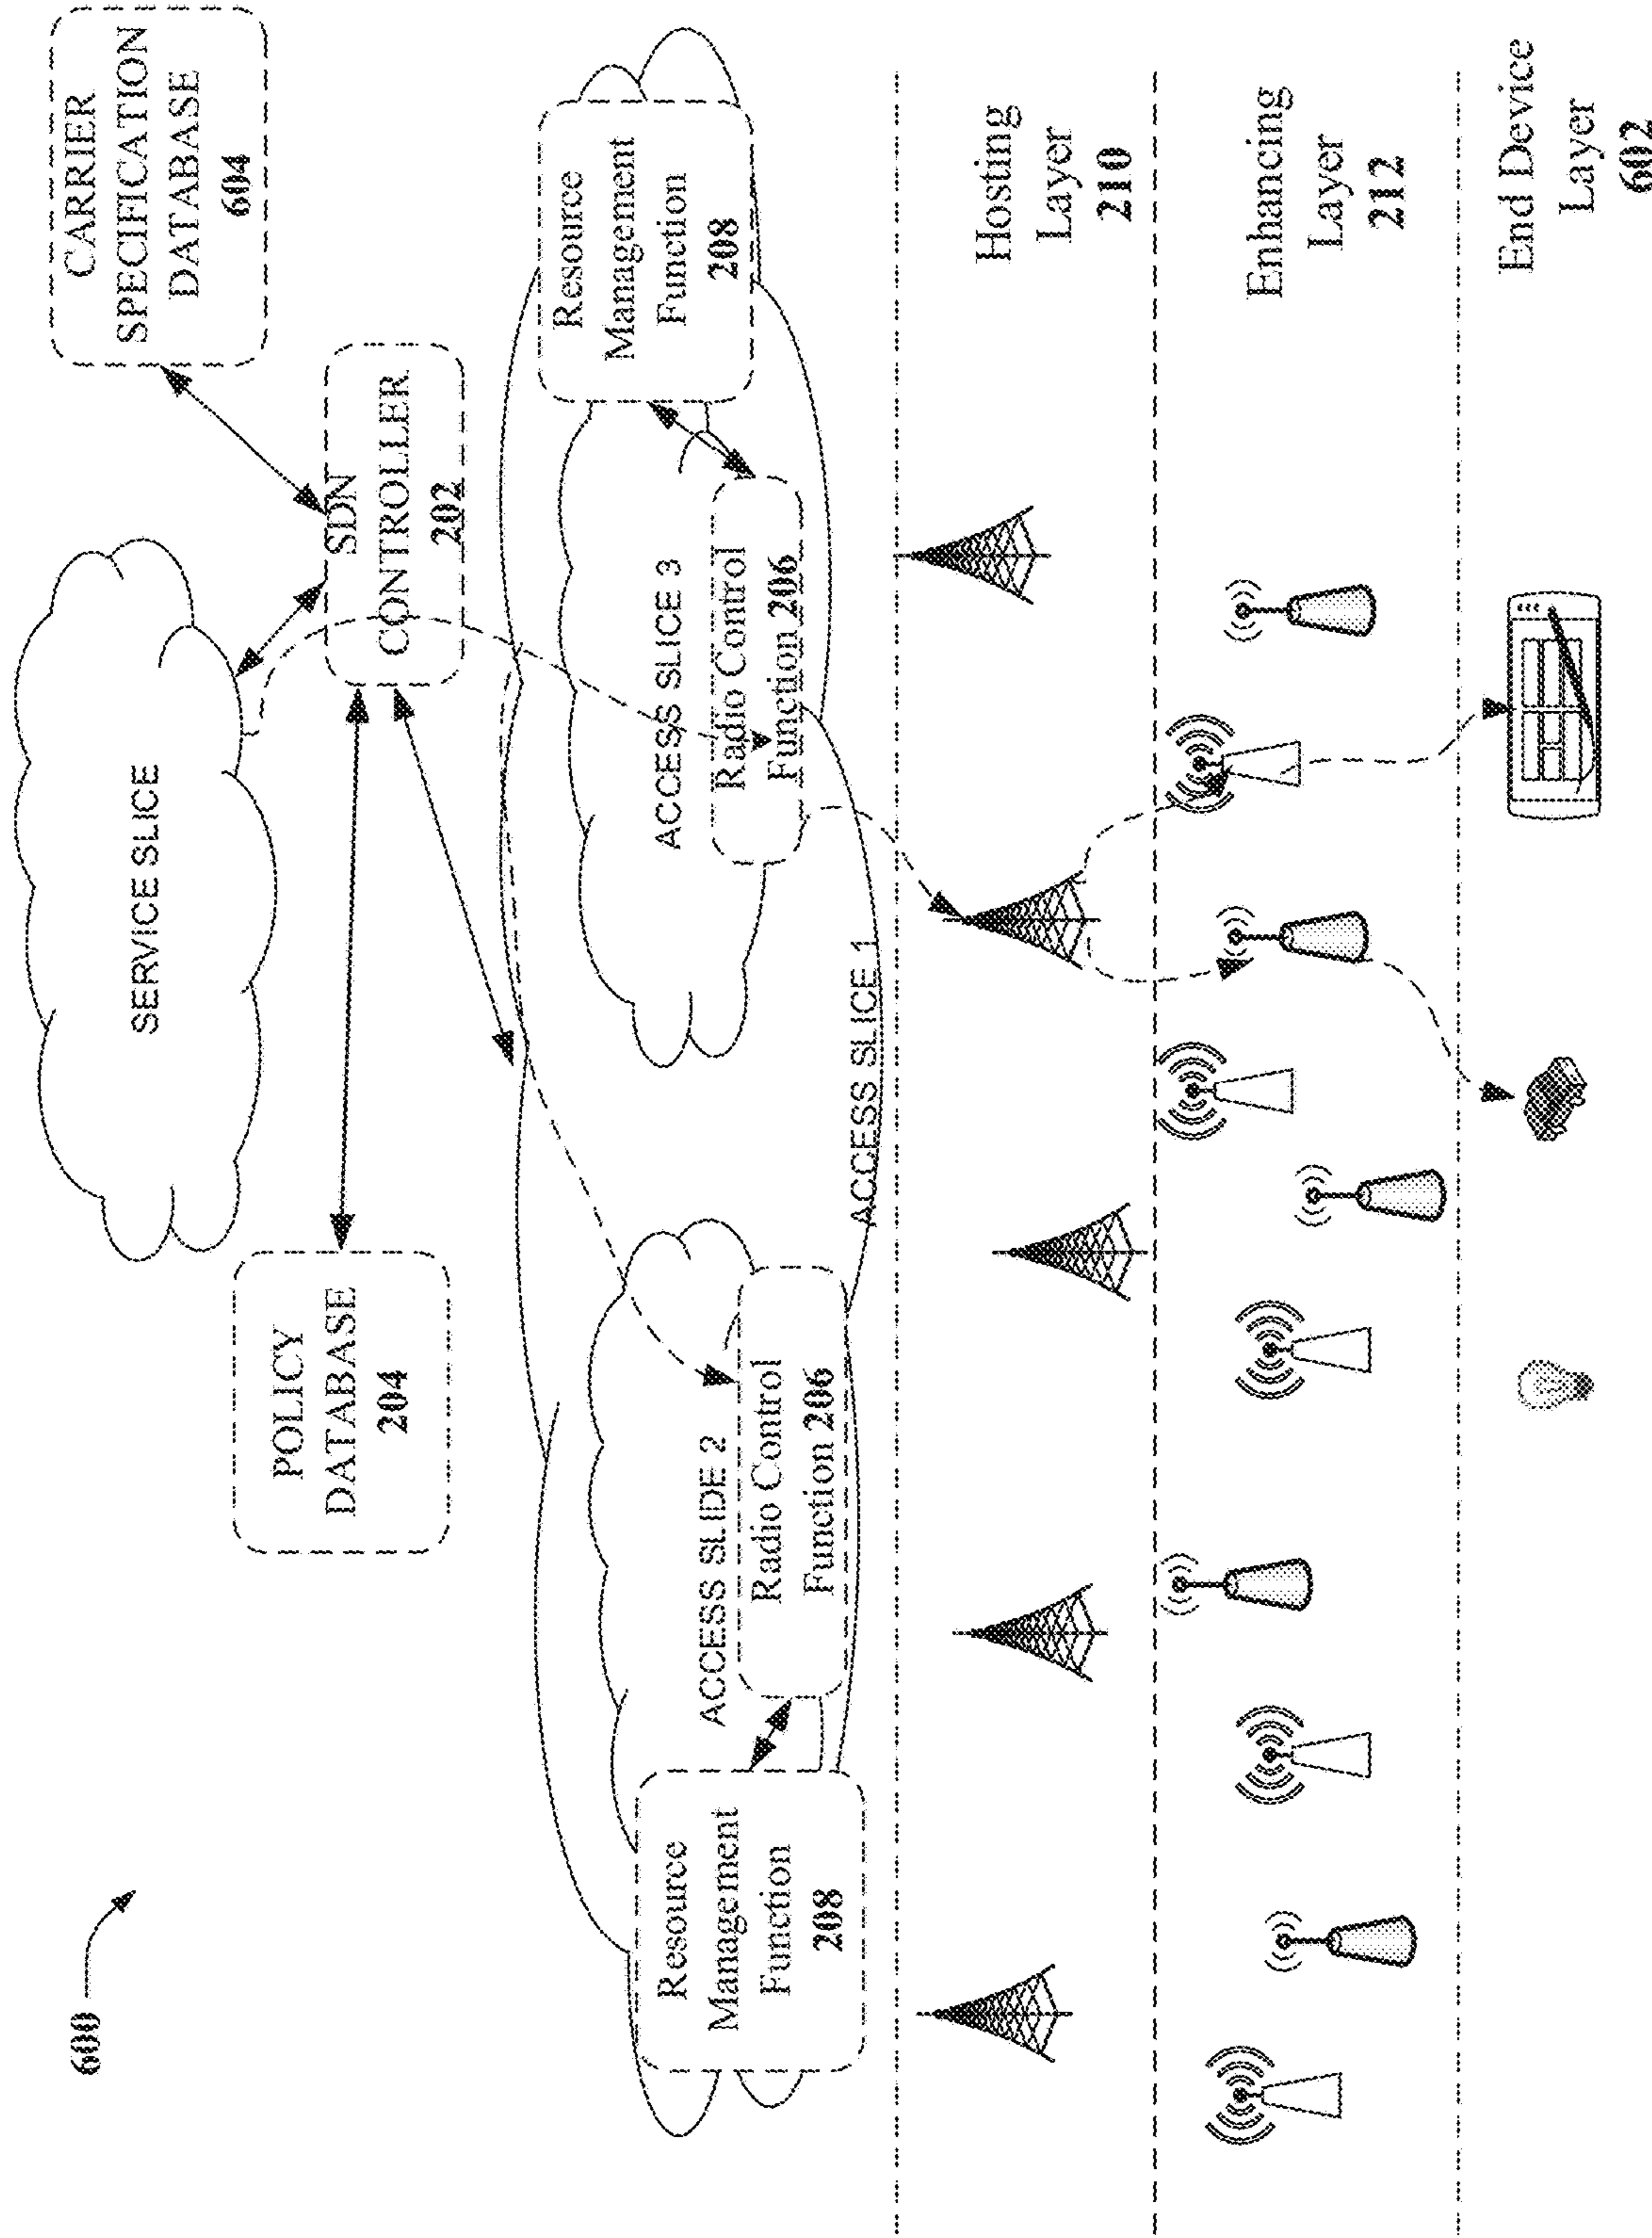 600
SERVICE SLICE
CARRIER
SPECIFICATION
DATABASE
604
POLICY
DATABASE
204
SDN
CONTROLLER
202
Resource
Management
Function
208
ACCESS SLIDE 2
Radio Control
Function 206
ACCESS SLICE 1
ACCESS SLICE 3
Radio Control
Function 206
Resource
Management
Function
208
Hosting
Layer
210
Enhancing
Layer
212
End Device
Layer
602